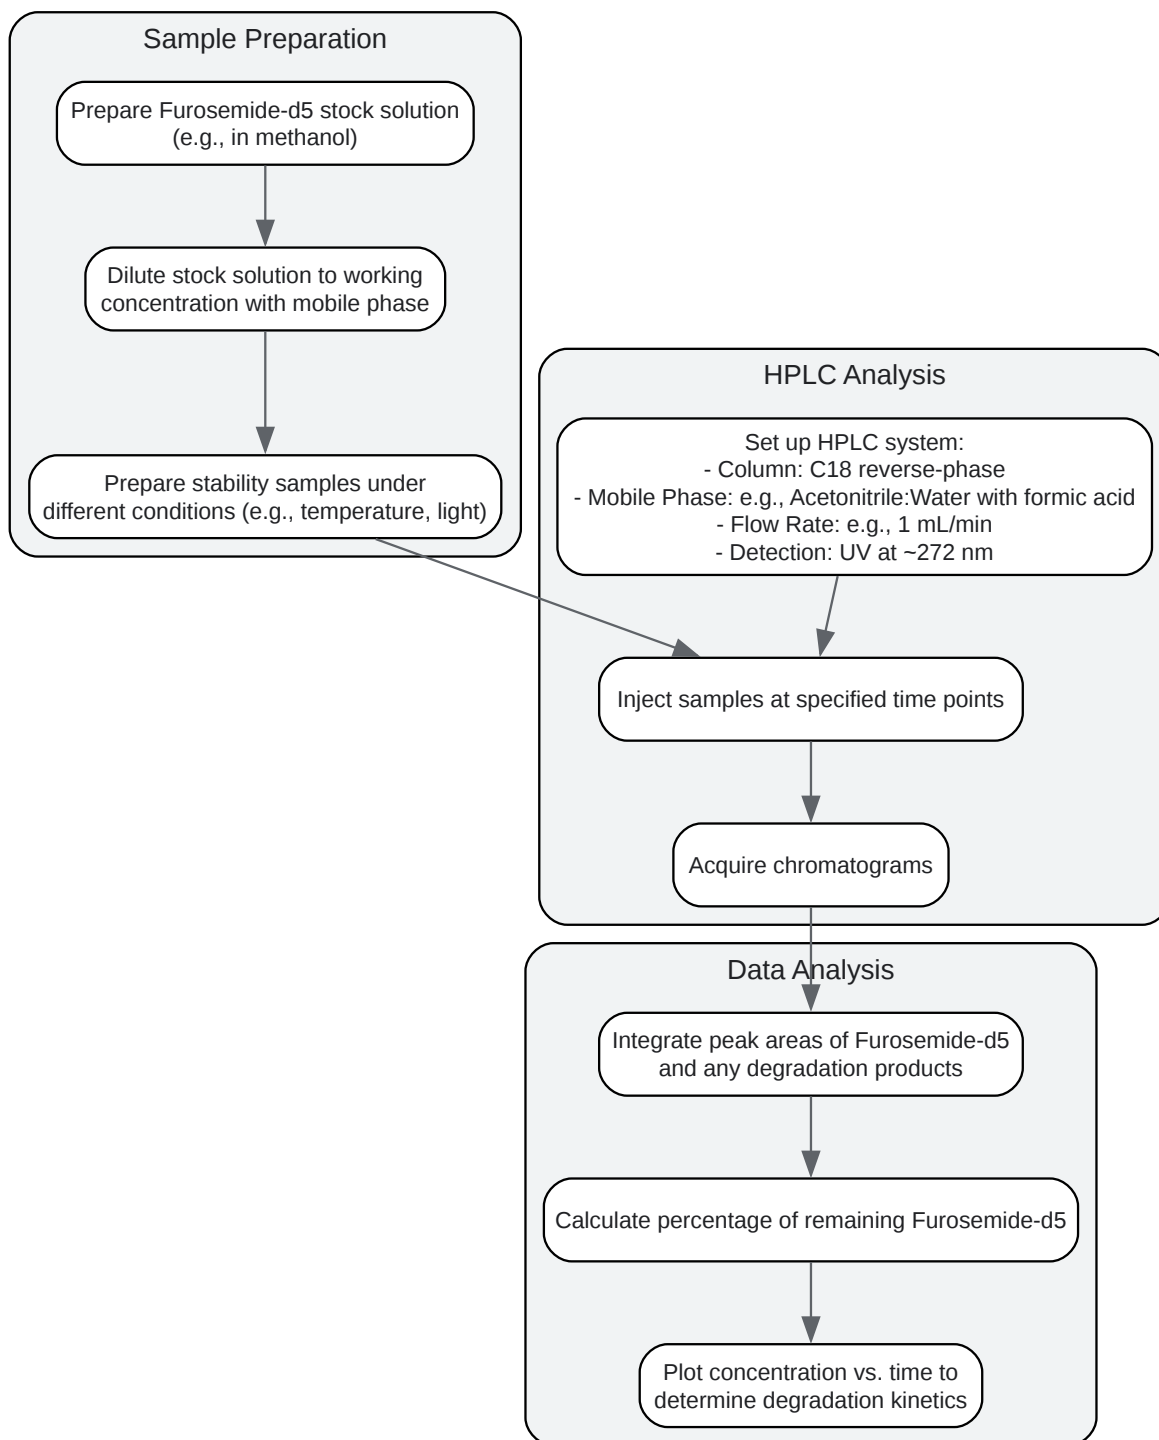 Sample Preparation
Prepare Furosemide-d5 stock solution
(e.g., in methanol)
Dilute stock solution to working
concentration with mobile phase
Prepare stability samples under
different conditions (e.g., temperature, light)
HPLC Analysis
Set up HPLC system:
- Column: C18 reverse-phase
- Mobile Phase: e.g., Acetonitrile:Water with formic acid
- Flow Rate: e.g., 1 mL/min
- Detection: UV at ~272 nm
Inject samples at specified time points
Acquire chromatograms
Data Analysis
Integrate peak areas of Furosemide-d5
and any degradation products
Calculate percentage of remaining Furosemide-d5
Plot concentration vs. time to
determine degradation kinetics